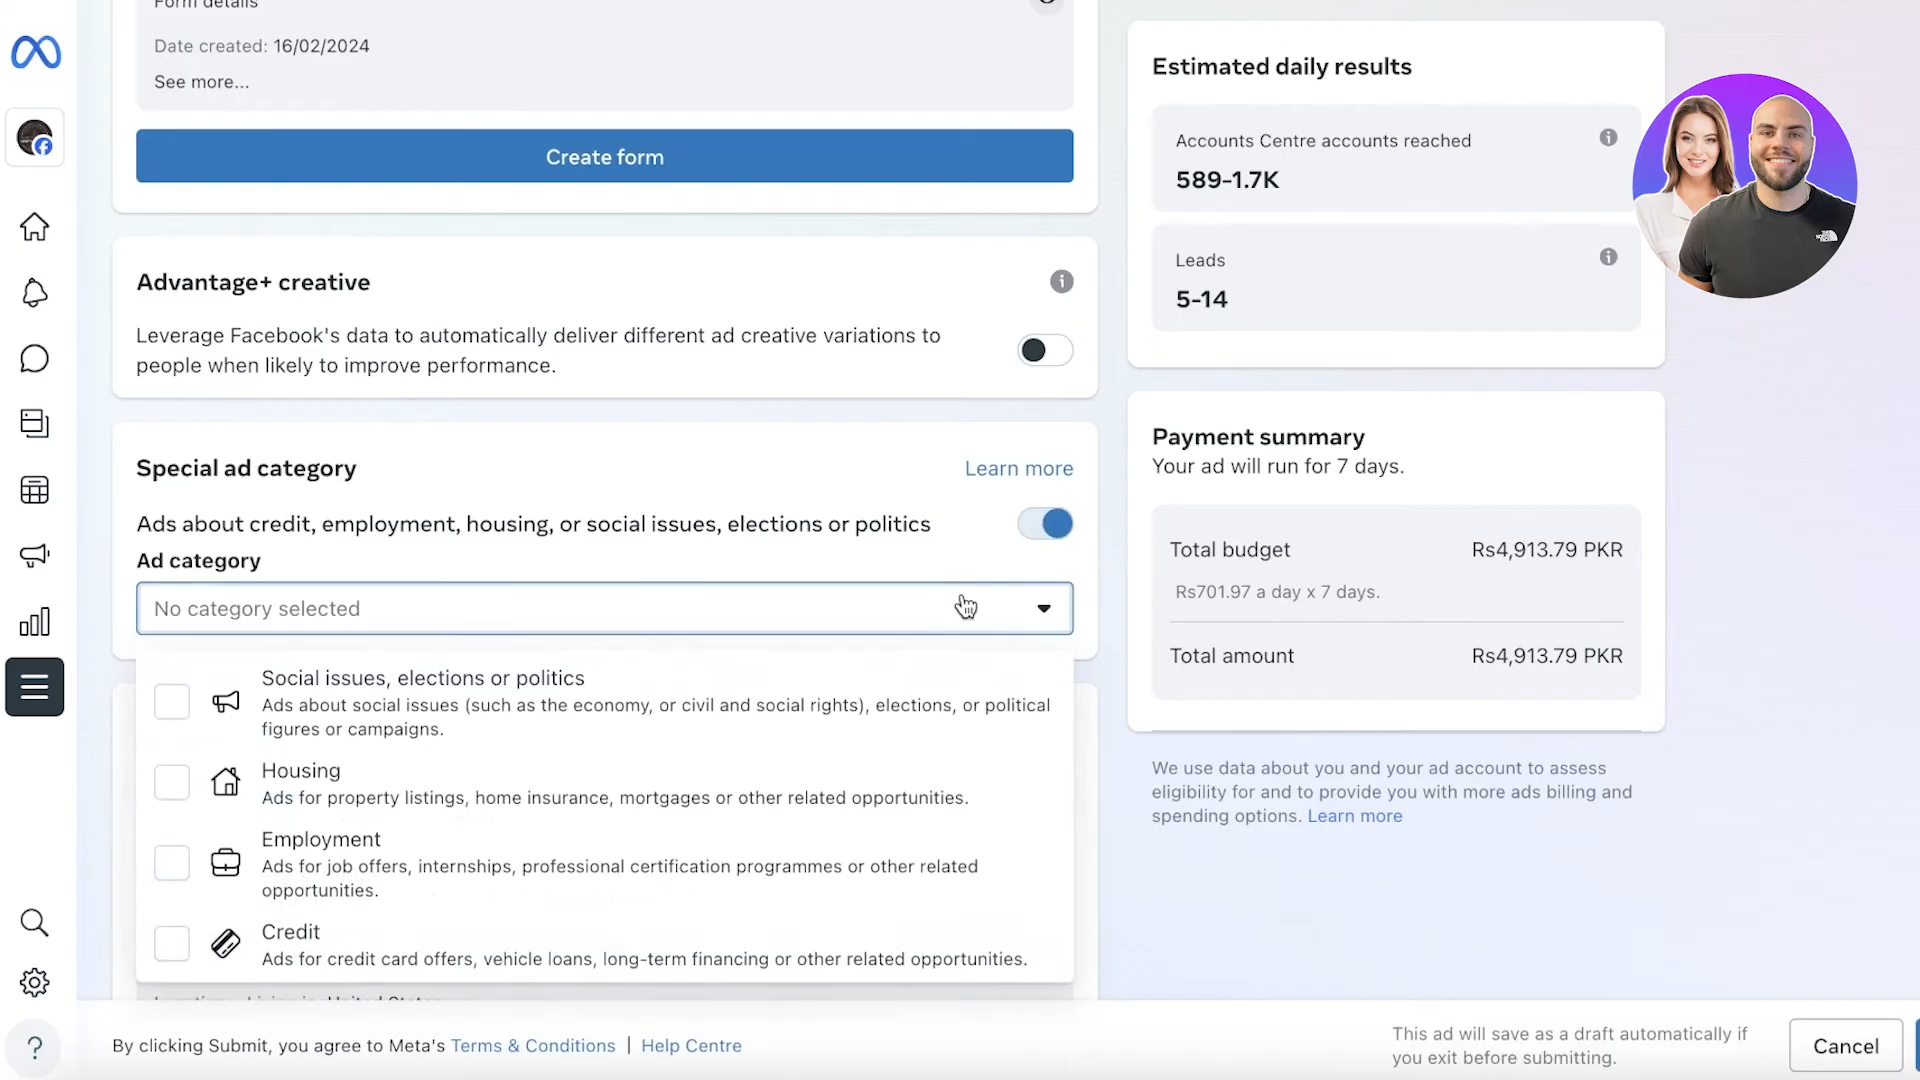 Form details
Date created: 16/02/2024
See more...
Create form
Advantage+ creative
Leverage Facebook's data to automatically deliver different ad creative variations to
people when likely to improve performance.
Special ad category
Learn more
Ads about credit, employment, housing, or social issues, elections or politics
Ad category
No category selected
Social issues, elections or politics
Ads about social issues (such as the economy, or civil and social rights), elections, or political
figures or campaigns.
Housing
Ads for property listings, home insurance, mortgages or other related opportunities.
Employment
Ads for job offers, internships, professional certification programmes or other related
opportunities.
Credit
Ads for credit card offers, vehicle loans, long-term financing or other related opportunities.
Estimated daily results
Accounts Centre accounts reached
589-1.7K
Leads
5-14
Payment summary
Your ad will run for 7 days.
Total budget Rs4,913.79 PKR
Rs701.97 a day x 7 days.
Total amount Rs4,913.79 PKR
We use data about you and your ad account to assess
eligibility for and to provide you with more ads billing and
spending options. Learn more
By clicking Submit, you agree to Meta's Terms & Conditions | Help Centre
This ad will save as a draft automatically if
you exit before submitting.
Cancel